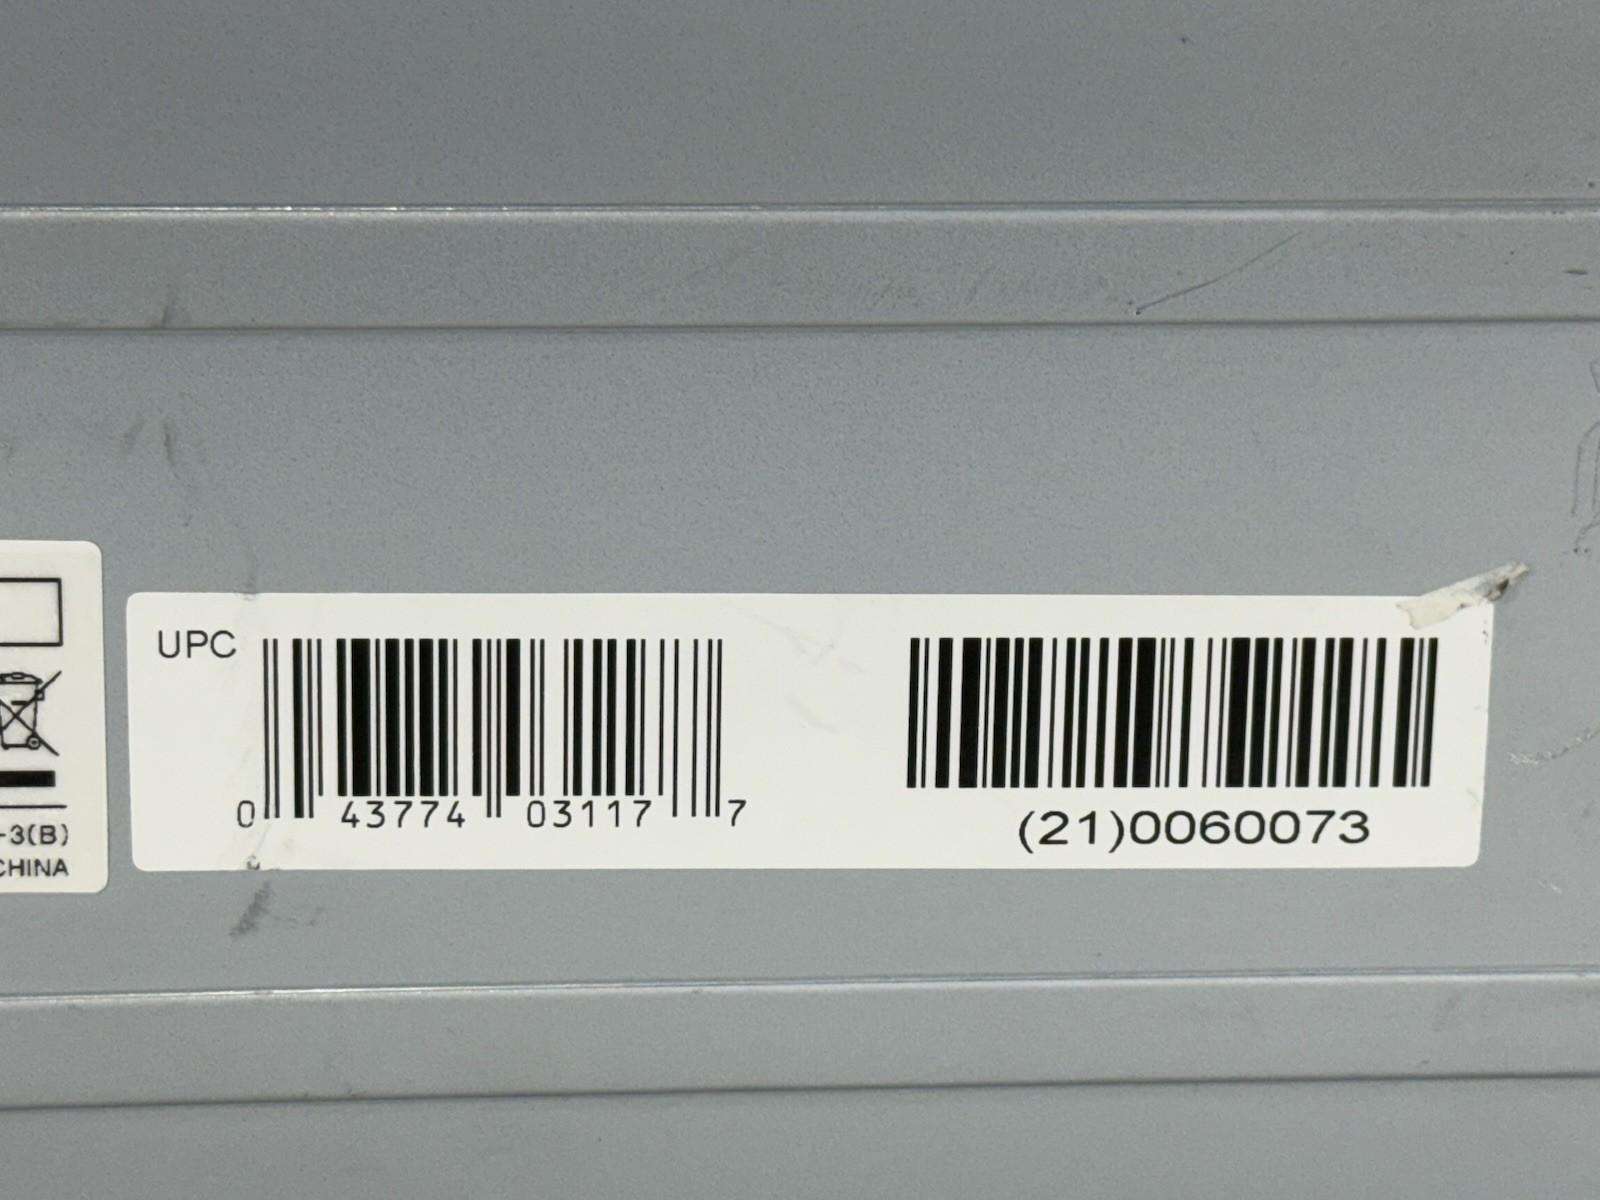 UPC
0 43774 03117 7
(21)0060073
-3(B)
CHINA